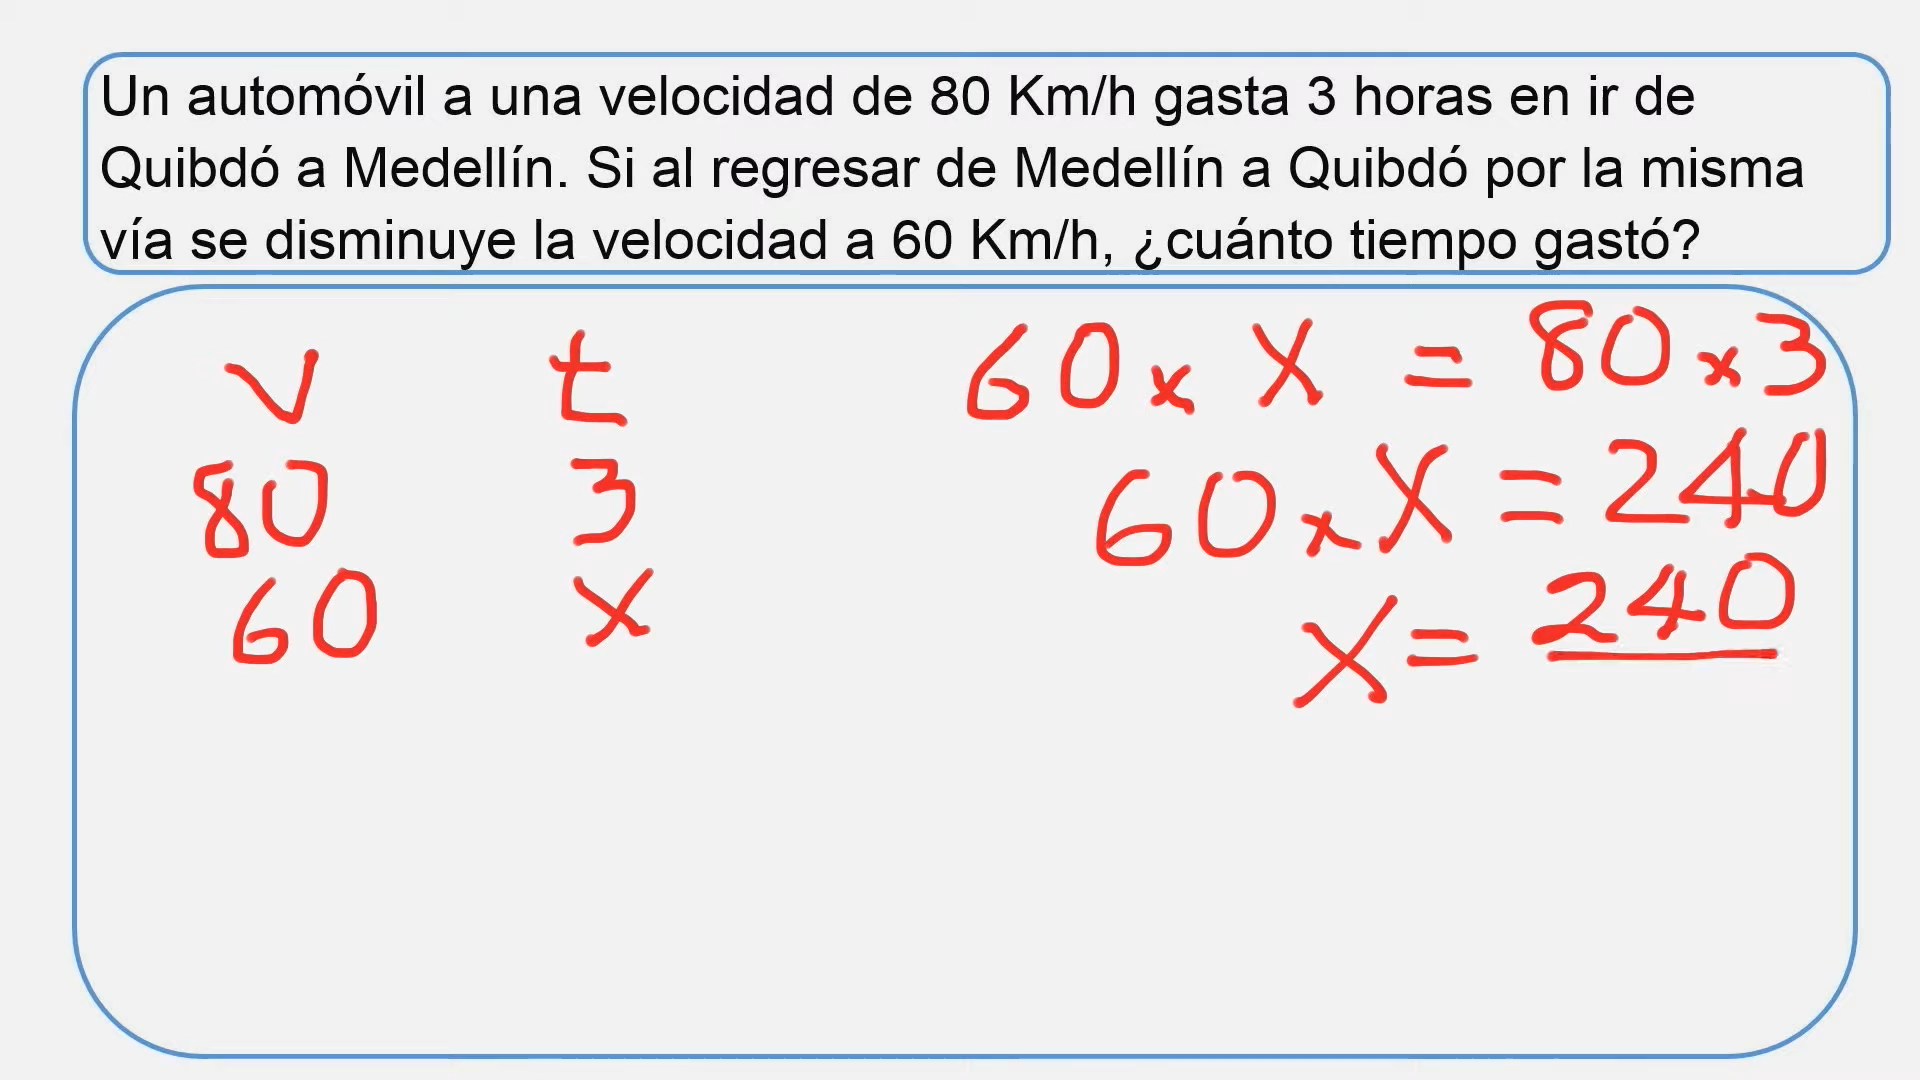 Un automóvil a una velocidad de 80 Km/h gasta 3 horas en ir de
Quibdó a Medellín. Si al regresar de Medellín a Quibdó por la misma
vía se disminuye la velocidad a 60 Km/h, ¿cuánto tiempo gastó?
v t
80 3
60 x
60 x X = 80 x 3
60 x X = 240
X = 240